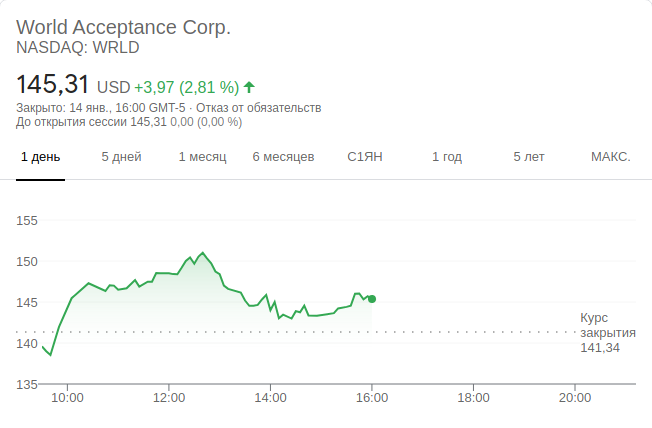 World Acceptance Corp.
NASDAQ: WRLD
145,31 USD +3,97 (2,81 %)
Закрыто: 14 янв., 16:00 GMT-5 · Отказ от обязательств
До открытия сессии 145,31 0,00 (0,00 %)
1 день 5 дней 1 месяц 6 месяцев С1ЯН 1 год 5 лет МАКС.
155
150
145
Курс
закрытия
141,34
140
135
10:00 12:00 14:00 16:00 18:00 20:00